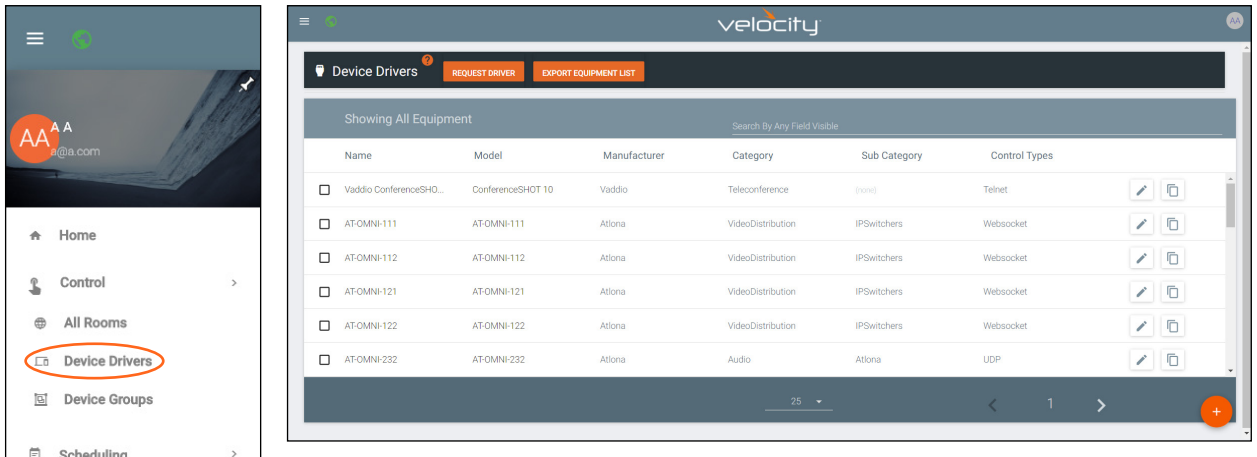 AA
A A
a@a.com
Home
Control
All Rooms
Device Drivers
Device Groups
Scheduling
velocity
AA
Device Drivers
?
REQUEST DRIVER
EXPORT EQUIPMENT LIST
Showing All Equipment
Search By Any Field Visible
Name Model Manufacturer Category Sub Category Control Types
Vaddio ConferenceSHO... ConferenceSHOT 10 Vaddio Teleconference (none) Telnet
AT-OMNI-111 AT-OMNI-111 Atlona VideoDistribution IPSwitchers Websocket
AT-OMNI-112 AT-OMNI-112 Atlona VideoDistribution IPSwitchers Websocket
AT-OMNI-121 AT-OMNI-121 Atlona VideoDistribution IPSwitchers Websocket
AT-OMNI-122 AT-OMNI-122 Atlona VideoDistribution IPSwitchers Websocket
AT-OMNI-232 AT-OMNI-232 Atlona Audio Atlona UDP
25
1